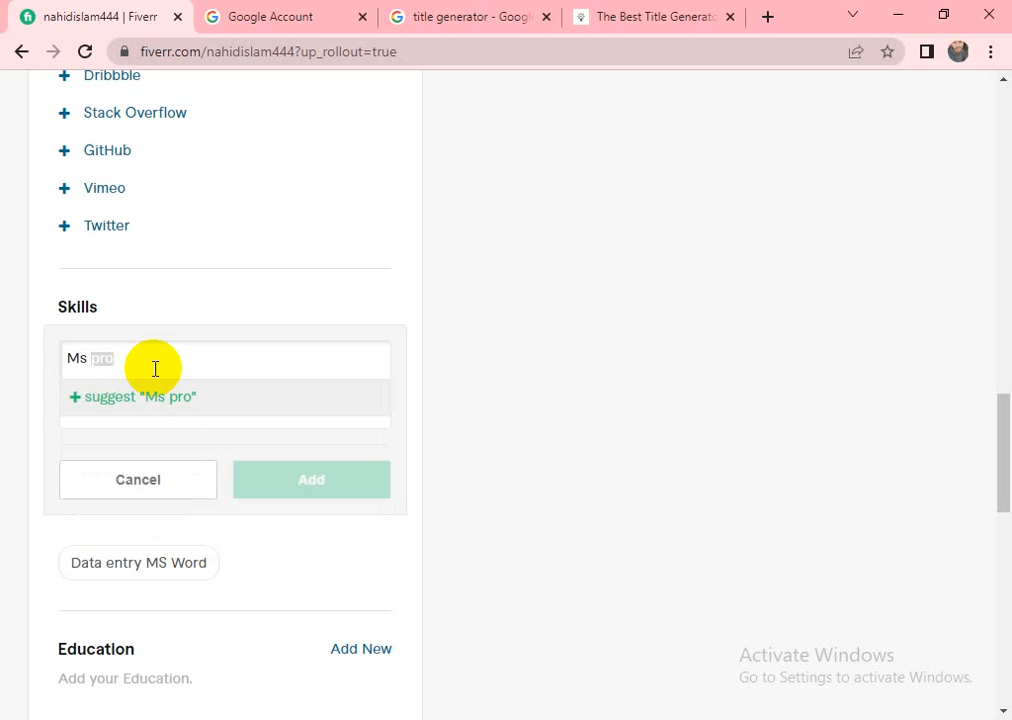 nahidislam444 | Fiverr
Google Account
title generator - Goog
The Best Title Generato
fiverr.com/nahidislam444?up_rollout=true
Dribbble
Stack Overflow
GitHub
Vimeo
Twitter
Skills
Ms pro
+ suggest "Ms pro"
Cancel Add
Data entry MS Word
Education Add New
Add your Education.
Activate Windows
Go to Settings to activate Windows.